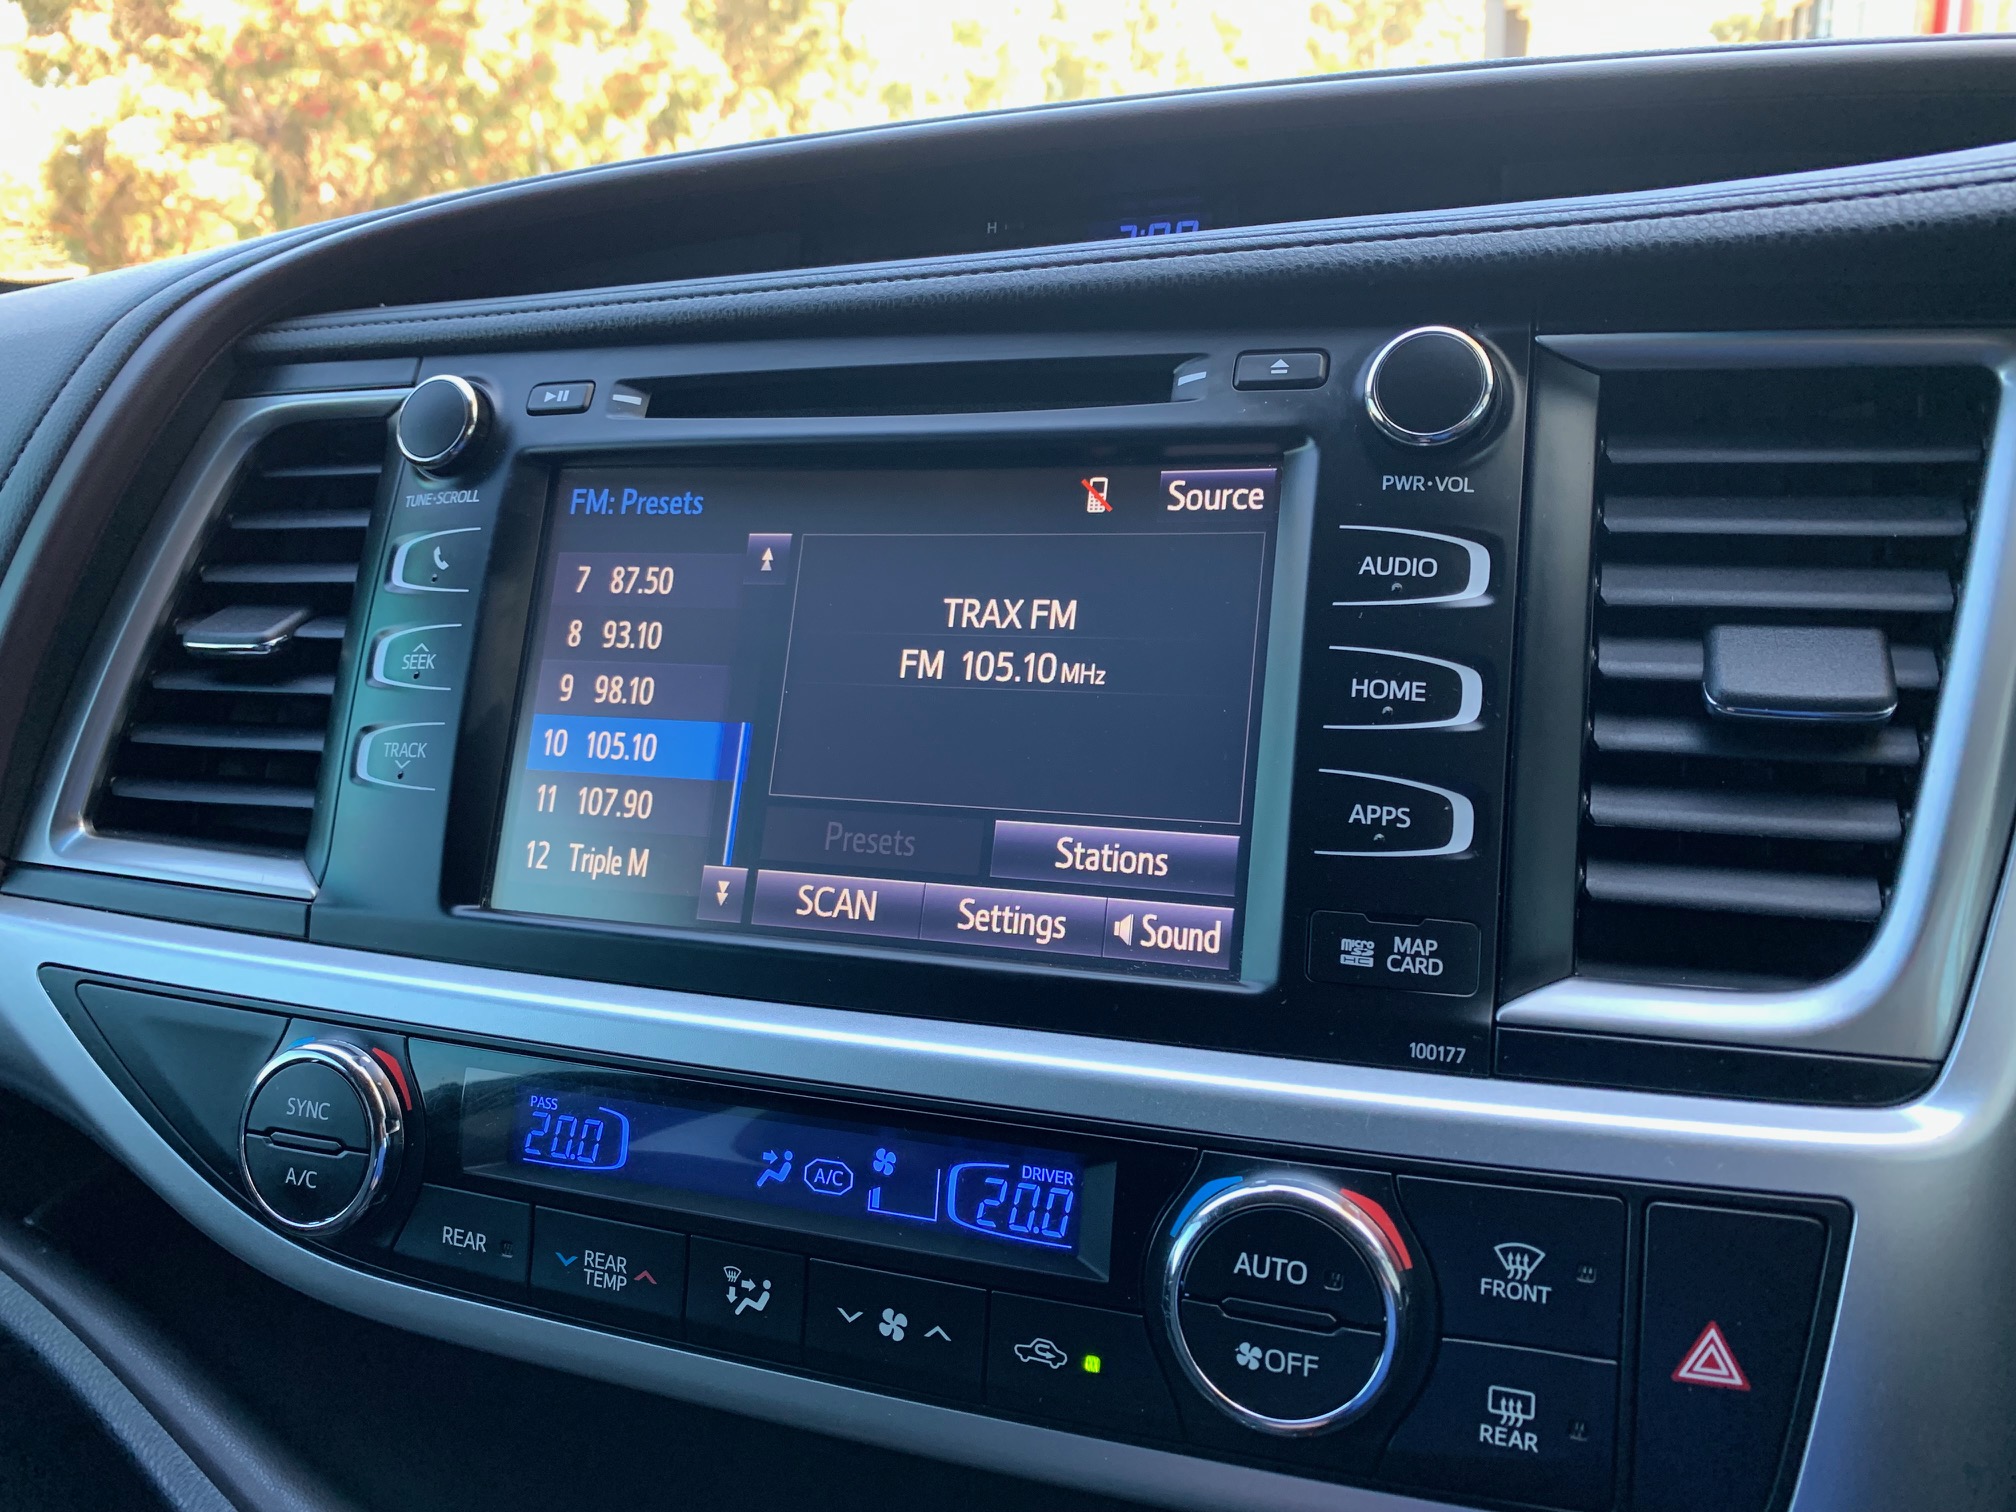 H
TUNE•SCROLL
SEEK
TRACK
FM: Presets
Source
7 87.50
8 93.10
9 98.10
10 105.10
11 107.90
12 Triple M
TRAX FM
FM 105.10 MHz
Presets
Stations
SCAN
Settings
Sound
PWR•VOL
AUDIO
HOME
APPS
micro
SD
HC
MAP
CARD
100177
SYNC
A/C
PASS
20.0
A/C
DRIVER
20.0
REAR
REAR
TEMP
AUTO
OFF
FRONT
REAR